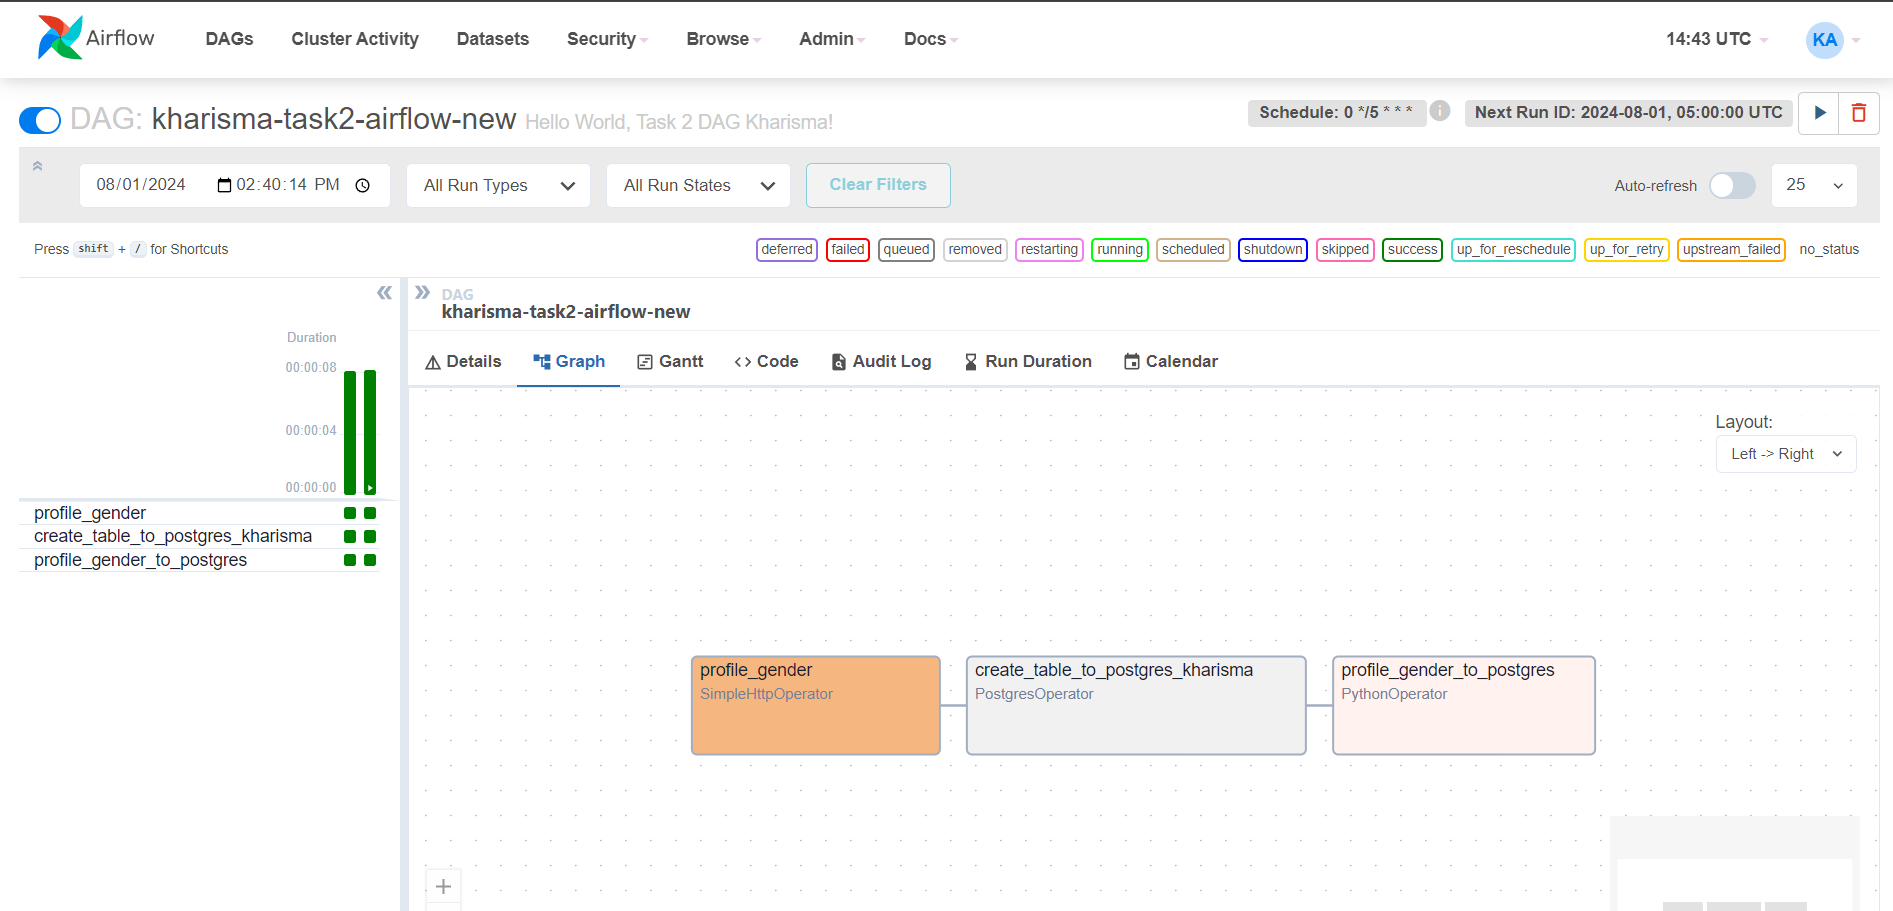 Airflow DAGs Cluster Activity Datasets Security Browse Admin Docs 14:43 UTC KA
DAG: kharisma-task2-airflow-new Hello World, Task 2 DAG Kharisma! Schedule: 0 */5 * * * i Next Run ID: 2024-08-01, 05:00:00 UTC
08/01/2024 02:40:14 PM All Run Types All Run States Clear Filters Auto-refresh 25
Press shift + / for Shortcuts deferred failed queued removed restarting running scheduled shutdown skipped success up_for_reschedule up_for_retry upstream_failed no_status
DAG
kharisma-task2-airflow-new
Duration
00:00:08
00:00:04
00:00:00
profile_gender
create_table_to_postgres_kharisma
profile_gender_to_postgres
Details Graph Gantt Code Audit Log Run Duration Calendar
Layout:
Left -> Right
profile_gender
SimpleHttpOperator
create_table_to_postgres_kharisma
PostgresOperator
profile_gender_to_postgres
PythonOperator
+